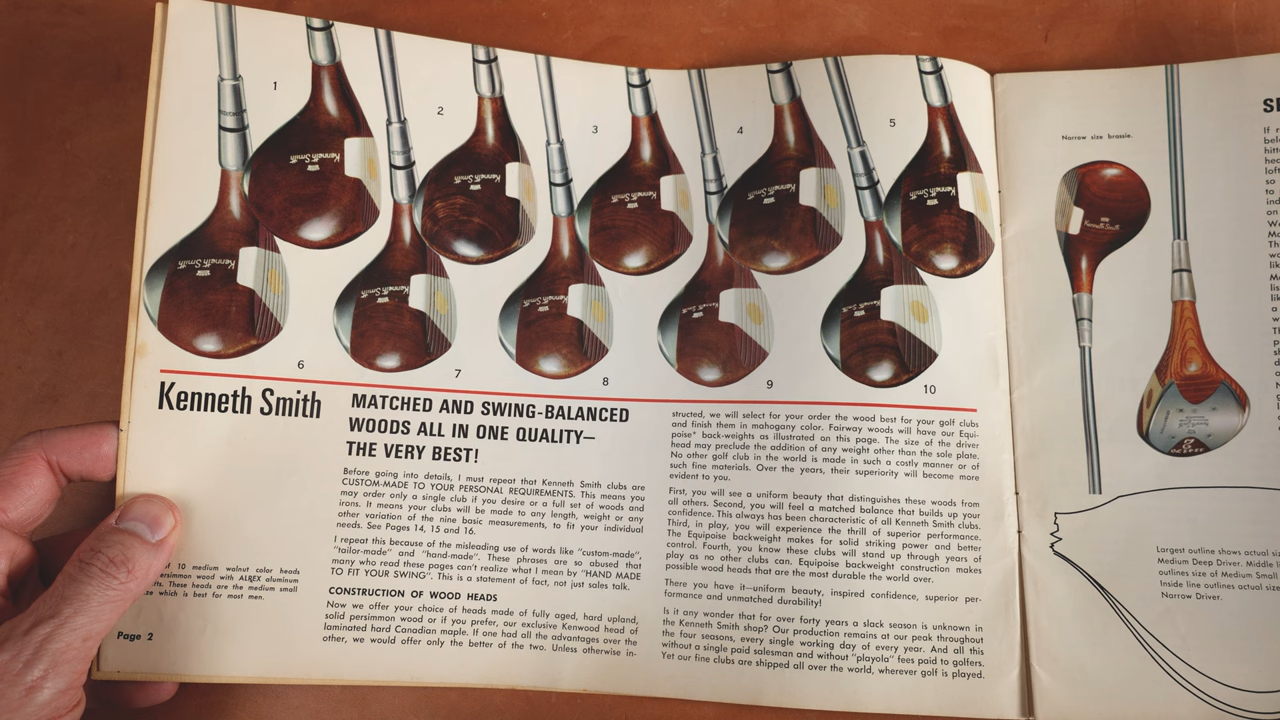 1
2
3
4
5
6
7
8
9
10
Kenneth Smith
MATCHED AND SWING-BALANCED
WOODS ALL IN ONE QUALITY—
THE VERY BEST!
Before going into details, I must repeat that Kenneth Smith clubs are
CUSTOM-MADE TO YOUR PERSONAL REQUIREMENTS. This means you
may order only a single club if you desire or a full set of woods and
irons. It means your clubs will be made to any length, weight or any
other variation of the nine basic measurements, to fit your individual
needs. See Pages 14, 15 and 16.
I repeat this because of the misleading use of words like "custom-made",
"tailor-made" and "hand-made". These phrases are so abused that
many who read these pages can't realize what I mean by "HAND MADE
TO FIT YOUR SWING". This is a statement of fact, not just sales talk.
CONSTRUCTION OF WOOD HEADS
Now we offer your choice of heads made of fully aged, hard upland,
solid persimmon wood or if you prefer, our exclusive Kenwood head of
laminated hard Canadian maple. If one had all the advantages over the
other, we would offer only the better of the two. Unless otherwise in-
structed, we will select for your order the wood best for your golf clubs
and finish them in mahogany color. Fairway woods will have our Equi-
poise* back-weights as illustrated on this page. The size of the driver
head may preclude the addition of any weight other than the sole plate.
No other golf club in the world is made in such a costly manner or of
such fine materials. Over the years, their superiority will become more
evident to you.
First, you will see a uniform beauty that distinguishes these woods from
all others. Second, you will feel a matched balance that builds up your
confidence. This always has been characteristic of all Kenneth Smith clubs.
Third, in play, you will experience the thrill of superior performance.
The Equipoise backweight makes for solid striking power and better
control. Fourth, you know these clubs will stand up through years of
play as no other clubs can. Equipoise backweight construction makes
possible wood heads that are the most durable the world over.
There you have it—uniform beauty, inspired confidence, superior per-
formance and unmatched durability!
Is it any wonder that for over forty years a slack season is unknown in
the Kenneth Smith shop? Our production remains at our peak throughout
the four seasons, every single working day of every year. And all this
without a single paid salesman and without "playola" fees paid to golfers.
Yet our fine clubs are shipped all over the world, wherever golf is played.
of 10 medium walnut color heads
persimmon wood with ALREX aluminum
These heads are the medium small
which is best for most men.
Page 2
Kenneth Smith
Kenneth Smith
Kenneth Smith
Kenneth Smith
Kenneth Smith
Kenneth Smith
Kenneth Smith
Kenneth Smith
Kenneth Smith
Kenneth Smith
Narrow size brassie.
Kenneth Smith
Largest outline shows actual
Medium Deep Driver. Middle
outlines size of Medium Small
Inside line outlines actual
Narrow Driver.